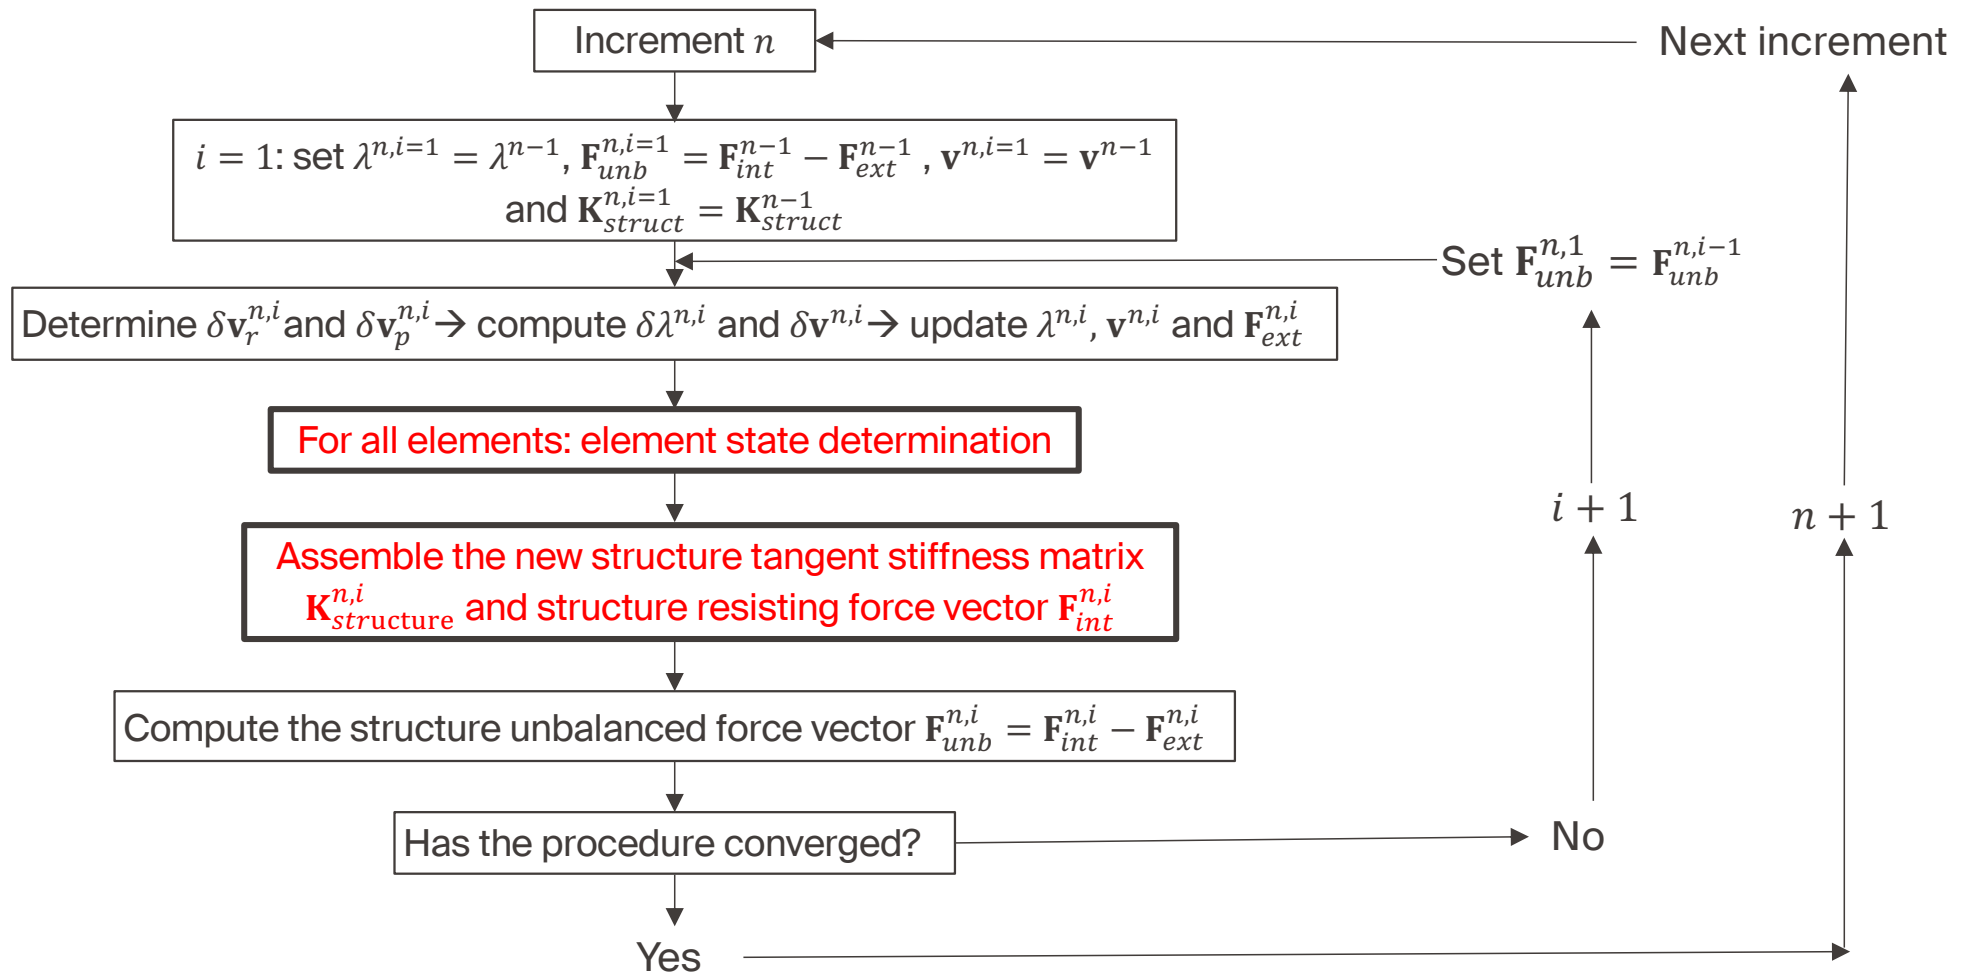 Increment n
Next increment
i = 1: set λ^{n,i=1} = λ^{n−1}, F_{unb}^{n,i=1} = F_{int}^{n−1} − F_{ext}^{n−1} , v^{n,i=1} = v^{n−1}
and K_{struct}^{n,i=1} = K_{struct}^{n−1}
Set F_{unb}^{n,1} = F_{unb}^{n,i−1}
Determine δv_r^{n,i} and δv_p^{n,i} → compute δλ^{n,i} and δv^{n,i} → update λ^{n,i}, v^{n,i} and F_{ext}^{n,i}
For all elements: element state determination
i + 1
n + 1
Assemble the new structure tangent stiffness matrix
K_{structure}^{n,i} and structure resisting force vector F_{int}^{n,i}
Compute the structure unbalanced force vector F_{unb}^{n,i} = F_{int}^{n,i} − F_{ext}^{n,i}
Has the procedure converged?
No
Yes